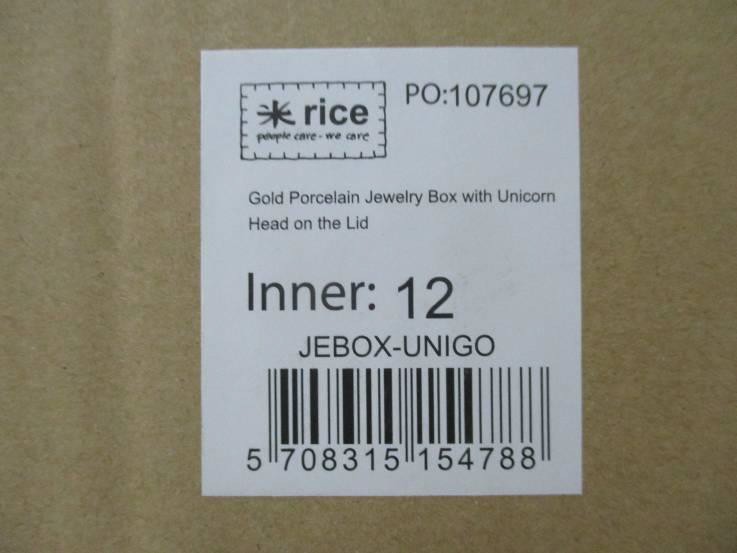 PO:107697
rice
people care - we care
Gold Porcelain Jewelry Box with Unicorn
Head on the Lid
Inner: 12
JEBOX-UNIGO
5 708315 154788